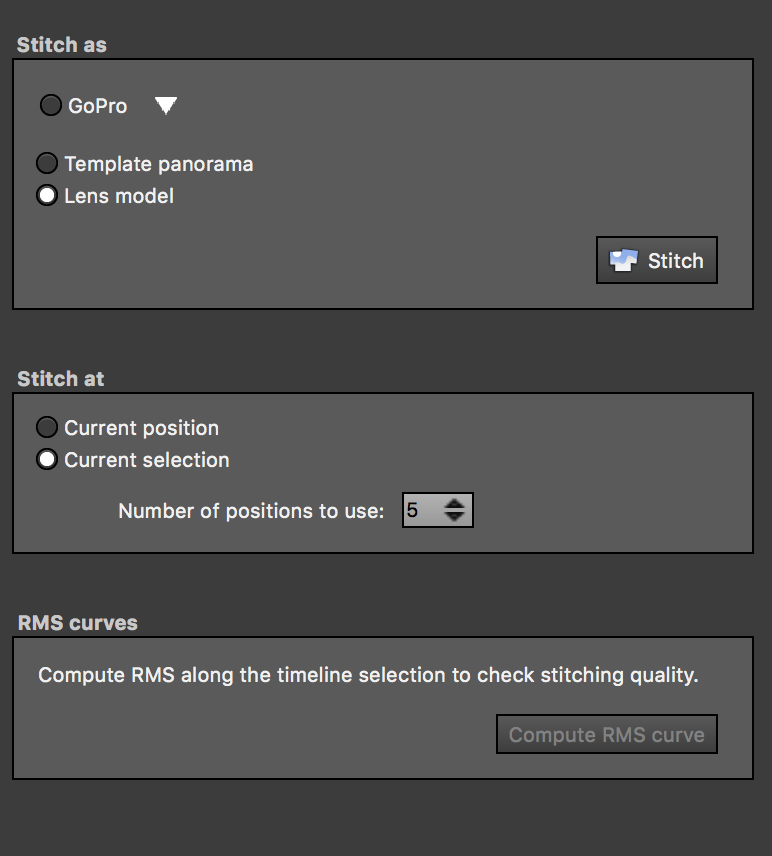 Stitch as
GoPro
Template panorama
Lens model
Stitch
Stitch at
Current position
Current selection
Number of positions to use: 5
RMS curves
Compute RMS along the timeline selection to check stitching quality.
Compute RMS curve